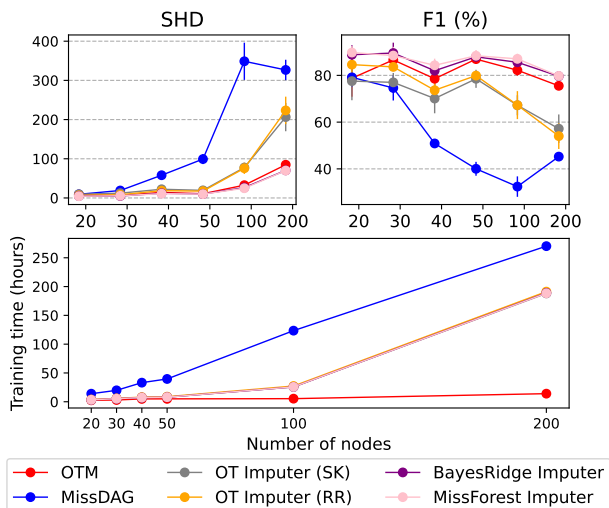 SHD
F1 (%)
400
300
200
100
0
20 30 40 50 100 200
80
60
40
20 30 40 50 100 200
Training time (hours)
250
200
150
100
50
0
20 30 40 50 100 200
Number of nodes
OTM
MissDAG
OT Imputer (SK)
OT Imputer (RR)
BayesRidge Imputer
MissForest Imputer